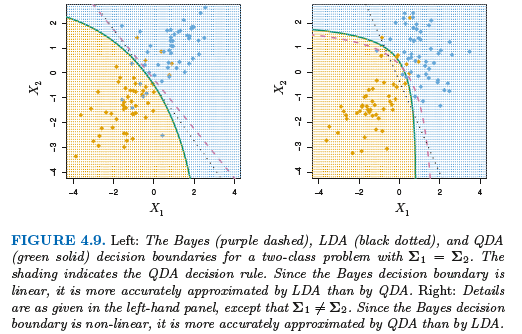 2
1
0
-1
-2
-3
-4
X2
-4
-2
0
2
4
X1
2
1
0
-1
-2
-3
-4
X2
-4
-2
0
2
4
X1
FIGURE 4.9. Left: The Bayes (purple dashed), LDA (black dotted), and QDA
(green solid) decision boundaries for a two-class problem with Σ1 = Σ2. The
shading indicates the QDA decision rule. Since the Bayes decision boundary is
linear, it is more accurately approximated by LDA than by QDA. Right: Details
are as given in the left-hand panel, except that Σ1 ≠ Σ2. Since the Bayes decision
boundary is non-linear, it is more accurately approximated by QDA than by LDA.